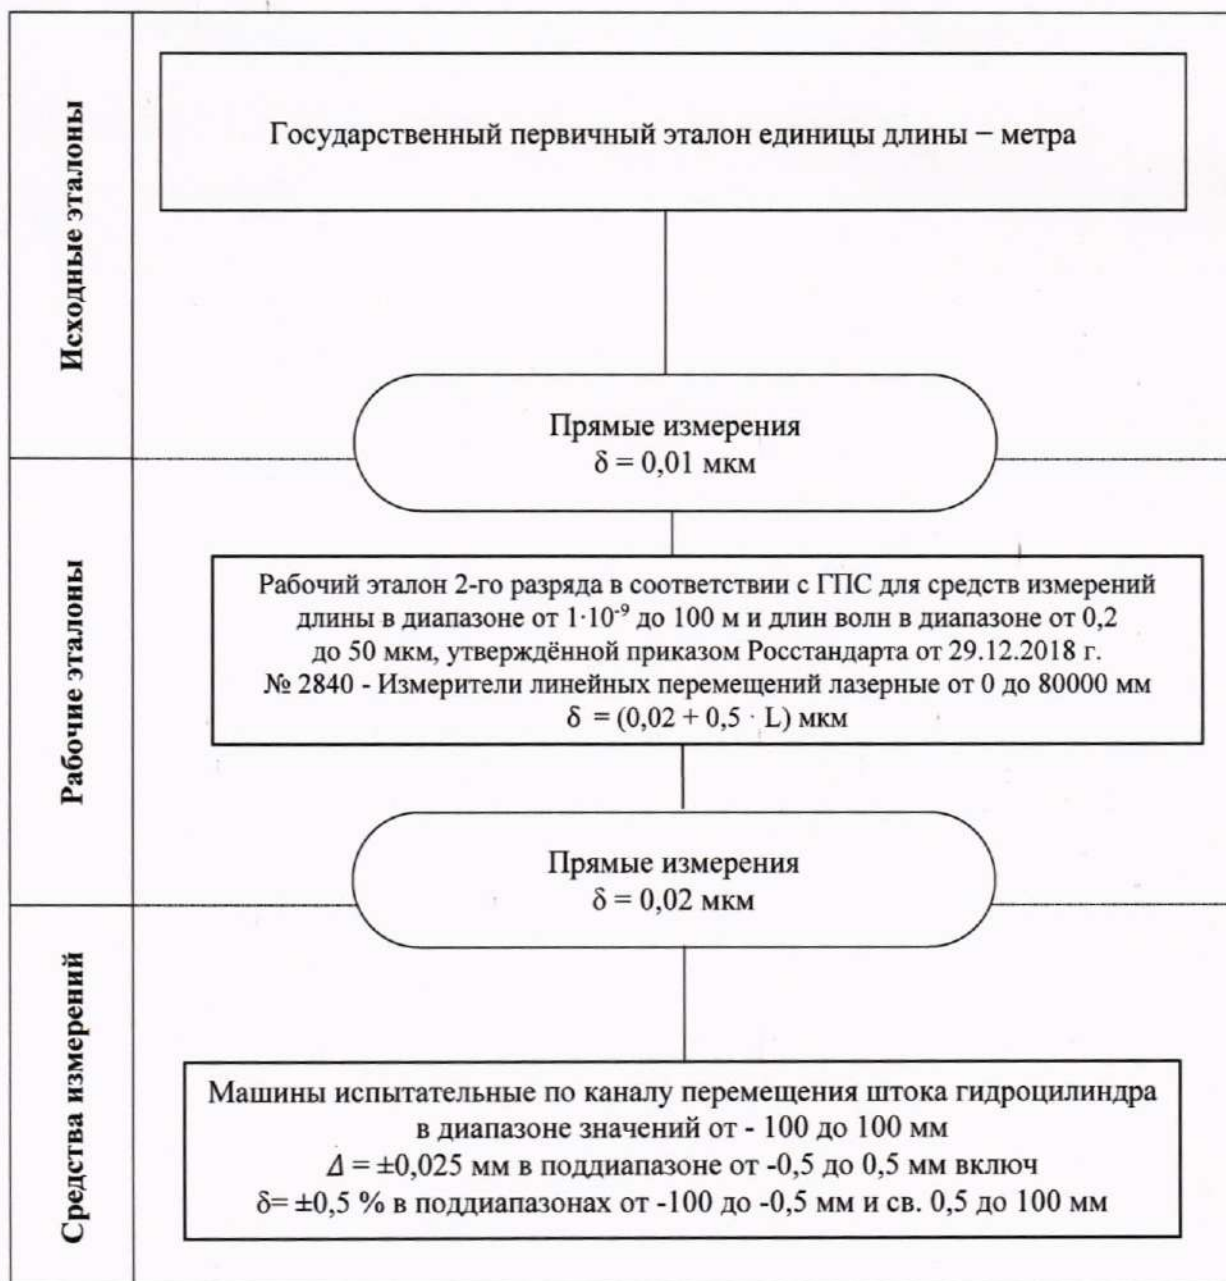 Исходные эталоны
Государственный первичный эталон единицы длины − метра
Прямые измерения
δ = 0,01 мкм
Рабочие эталоны
Рабочий эталон 2-го разряда в соответствии с ГПС для средств измерений
длины в диапазоне от 1·10⁻⁹ до 100 м и длин волн в диапазоне от 0,2
до 50 мкм, утверждённой приказом Росстандарта от 29.12.2018 г.
№ 2840 - Измерители линейных перемещений лазерные от 0 до 80000 мм
δ = (0,02 + 0,5 · L) мкм
Прямые измерения
δ = 0,02 мкм
Средства измерений
Машины испытательные по каналу перемещения штока гидроцилиндра
в диапазоне значений от - 100 до 100 мм
Δ = ±0,025 мм в поддиапазоне от -0,5 до 0,5 мм включ
δ= ±0,5 % в поддиапазонах от -100 до -0,5 мм и св. 0,5 до 100 мм